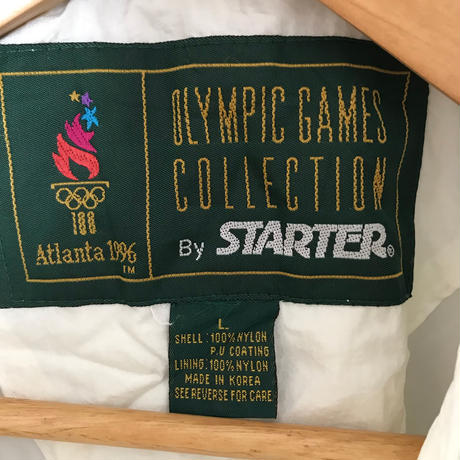 100
Atlanta 1996
TM
OLYMPIC GAMES
COLLECTION
By STARTER®
L
SHELL: 100% NYLON
P.U COATING
LINING: 100% NYLON
MADE IN KOREA
SEE REVERSE FOR CARE